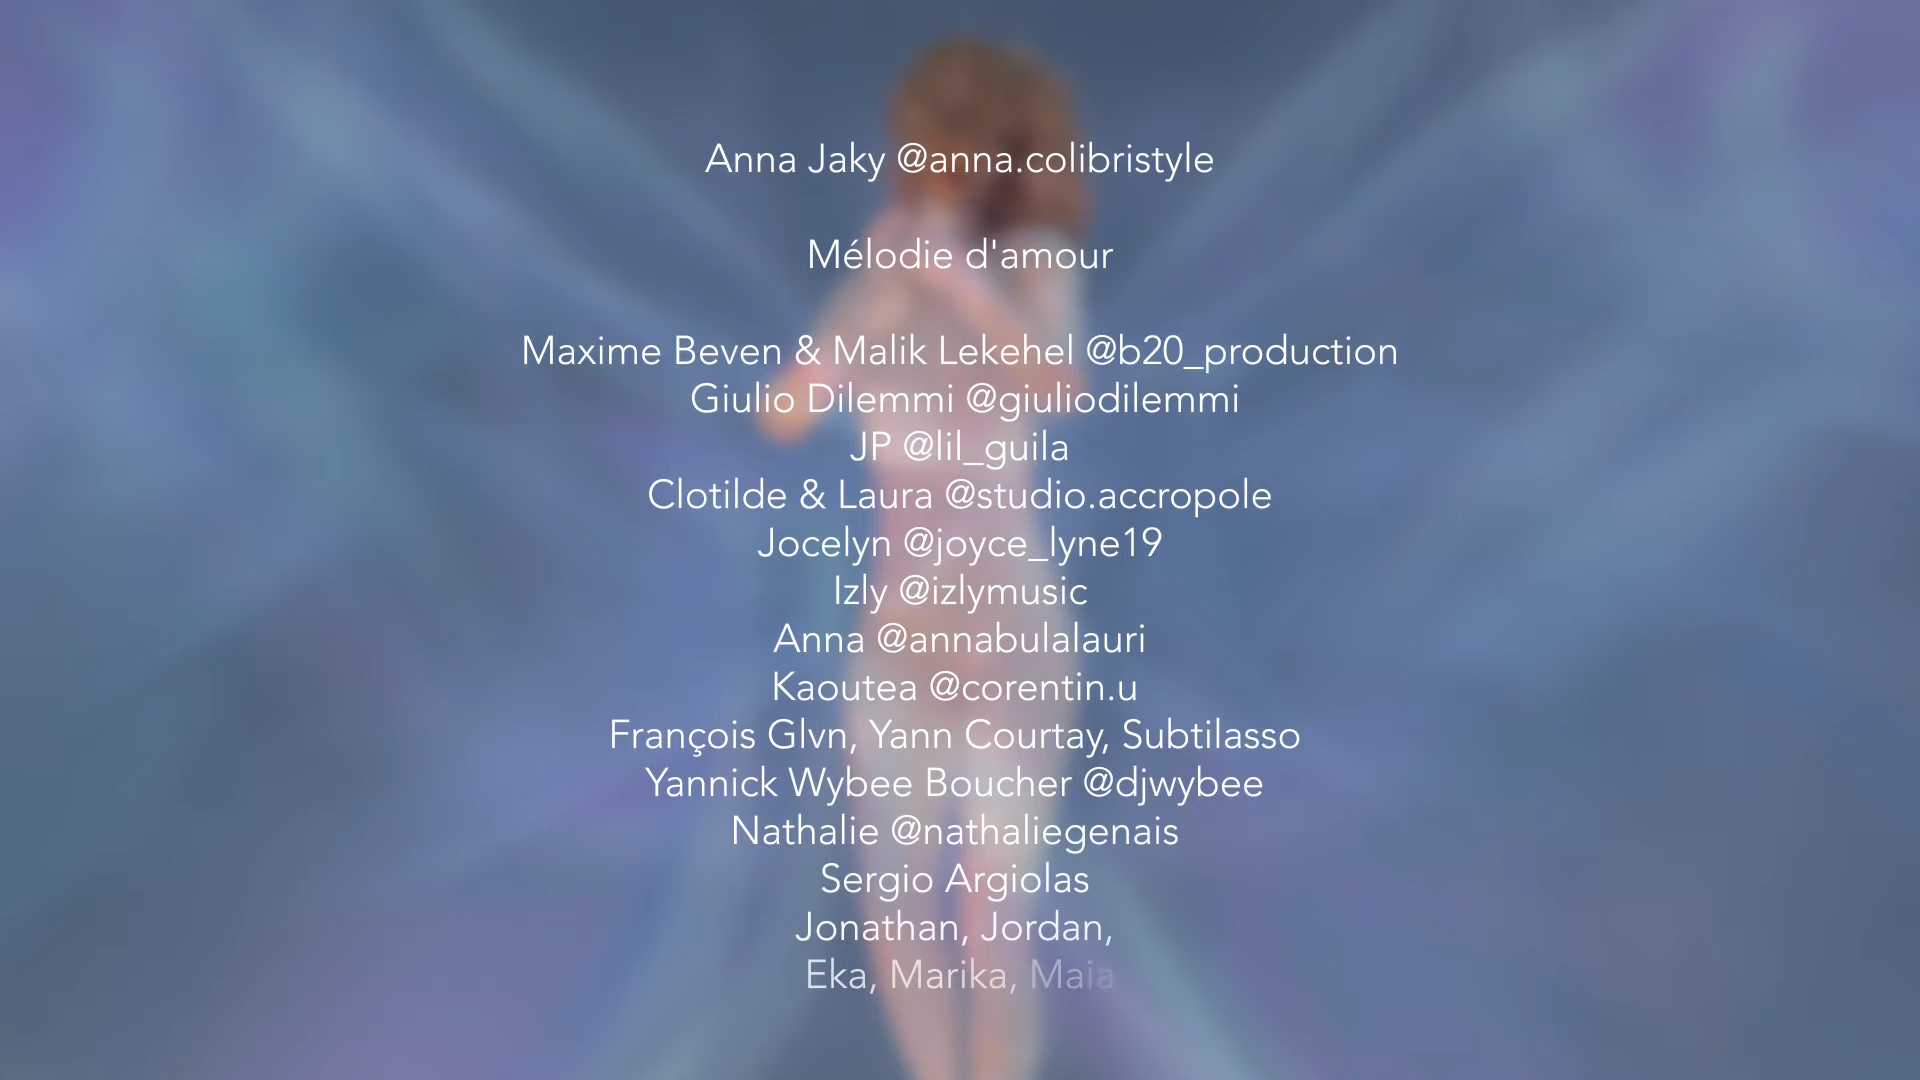 Anna Jaky @anna.colibristyle
Mélodie d'amour
Maxime Beven & Malik Lekehel @b20_production
Giulio Dilemmi @giuliodilemmi
JP @lil_guila
Clotilde & Laura @studio.accropole
Jocelyn @joyce_lyne19
Izly @izlymusic
Anna @annabulalauri
Kaoutea @corentin.u
François Glvn, Yann Courtay, Subtilasso
Yannick Wybee Boucher @djwybee
Nathalie @nathaliegenais
Sergio Argiolas
Jonathan, Jordan,
Eka, Marika, Maia